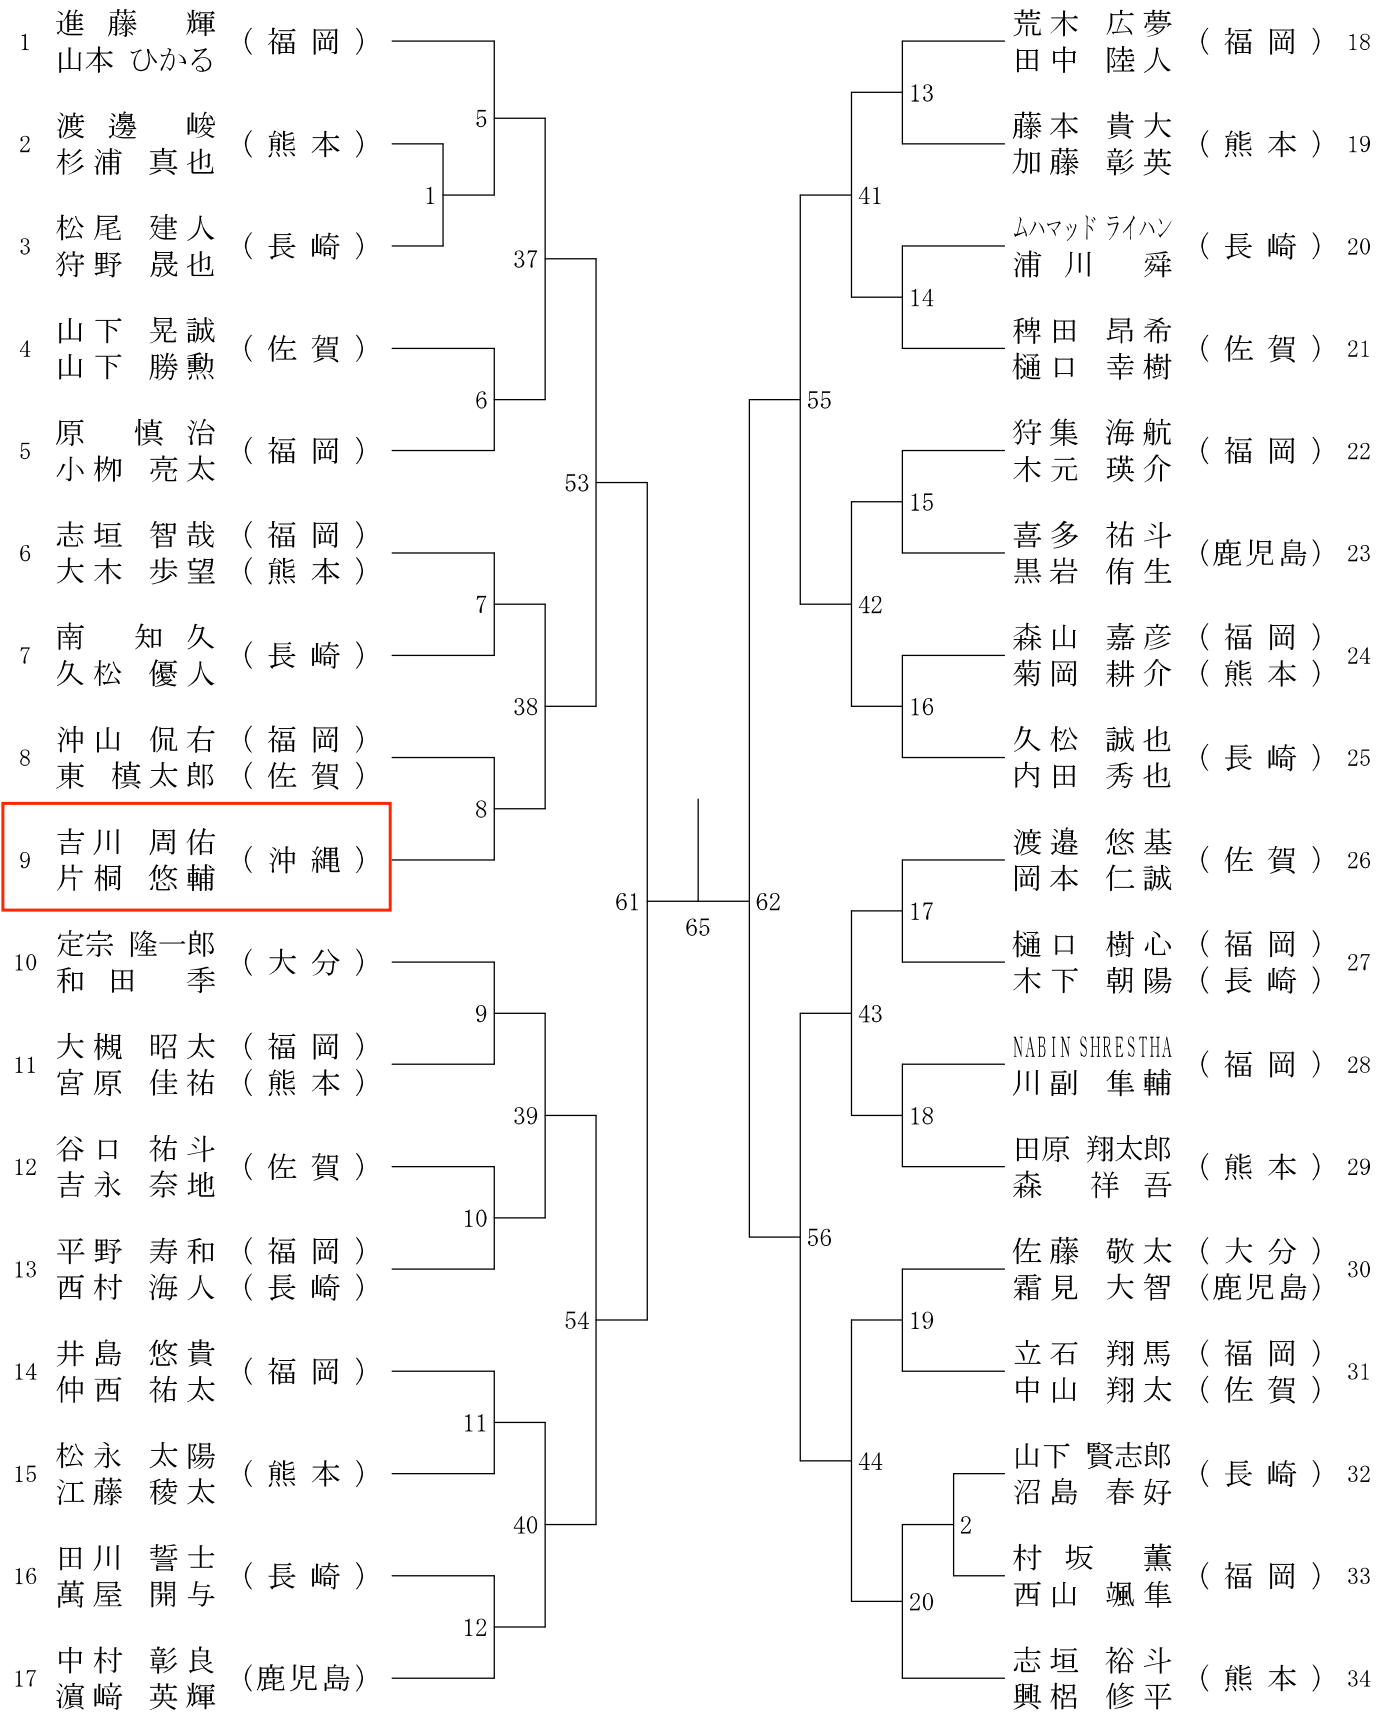 1 進藤 輝 (福岡)
山本 ひかる
2 渡邊 峻 (熊本)
杉浦 真也
3 松尾 建人 (長崎)
狩野 晟也
4 山下 晃誠 (佐賀)
山下 勝勲
5 原 慎治 (福岡)
小栁 亮太
6 志垣 智哉 (福岡)
大木 歩望 (熊本)
7 南 知久 (長崎)
久松 優人
8 沖山 侃右 (福岡)
東 槙太郎 (佐賀)
9 吉川 周佑 (沖縄)
片桐 悠輔
10 定宗 隆一郎 (大分)
和田 季
11 大槻 昭太 (福岡)
宮原 佳祐 (熊本)
12 谷口 祐斗 (佐賀)
吉永 奈地
13 平野 寿和 (福岡)
西村 海人 (長崎)
14 井島 悠貴 (福岡)
仲西 祐太
15 松永 太陽 (熊本)
江藤 稜太
16 田川 誓士 (長崎)
萬屋 開与
17 中村 彰良 (鹿児島)
濵﨑 英輝
5
1
37
6
53
7
38
8
61
9
39
10
54
11
40
12
65
62
13
41
14
55
15
42
16
17
43
18
56
19
44
2
20
荒木 広夢 (福岡) 18
田中 陸人
藤本 貴大 (熊本) 19
加藤 彰英
ムハマッド ライハン (長崎) 20
浦川 舜
稗田 昂希 (佐賀) 21
樋口 幸樹
狩集 海航 (福岡) 22
木元 瑛介
喜多 祐斗 (鹿児島) 23
黒岩 侑生
森山 嘉彦 (福岡) 24
菊岡 耕介 (熊本)
久松 誠也 (長崎) 25
内田 秀也
渡邉 悠基 (佐賀) 26
岡本 仁誠
樋口 樹心 (福岡) 27
木下 朝陽 (長崎)
NABIN SHRESTHA (福岡) 28
川副 隼輔
田原 翔太郎 (熊本) 29
森 祥吾
佐藤 敬太 (大分) 30
霜見 大智 (鹿児島)
立石 翔馬 (福岡) 31
中山 翔太 (佐賀)
山下 賢志郎 (長崎) 32
沼島 春好
村坂 薫 (福岡) 33
西山 颯隼
志垣 裕斗 (熊本) 34
興梠 修平